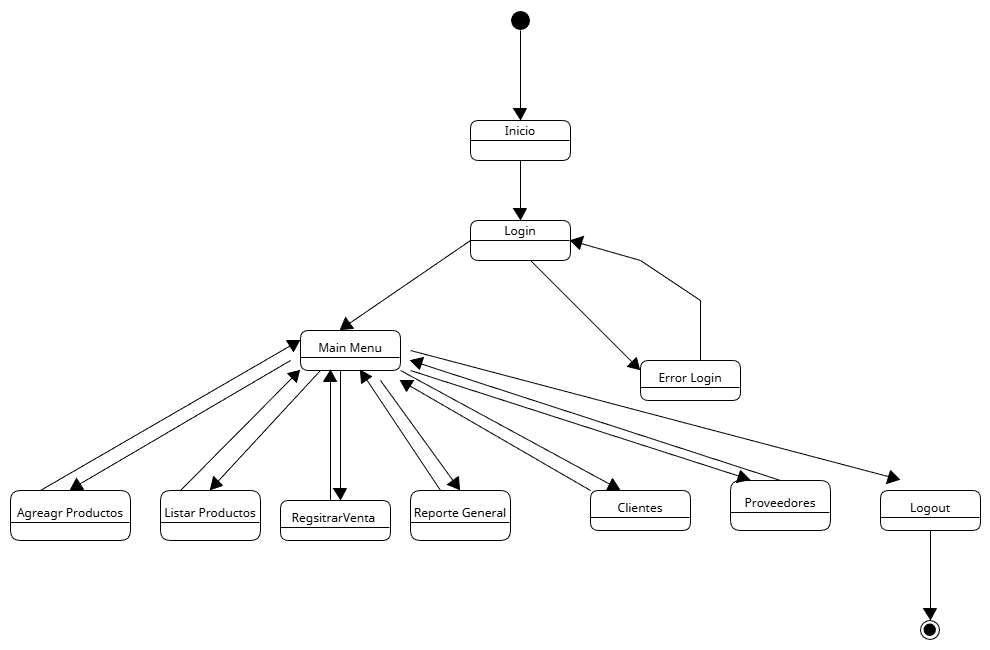 Inicio
Login
Main Menu
Error Login
Agreagr Productos
Listar Productos
RegsitrarVenta
Reporte General
Clientes
Proveedores
Logout